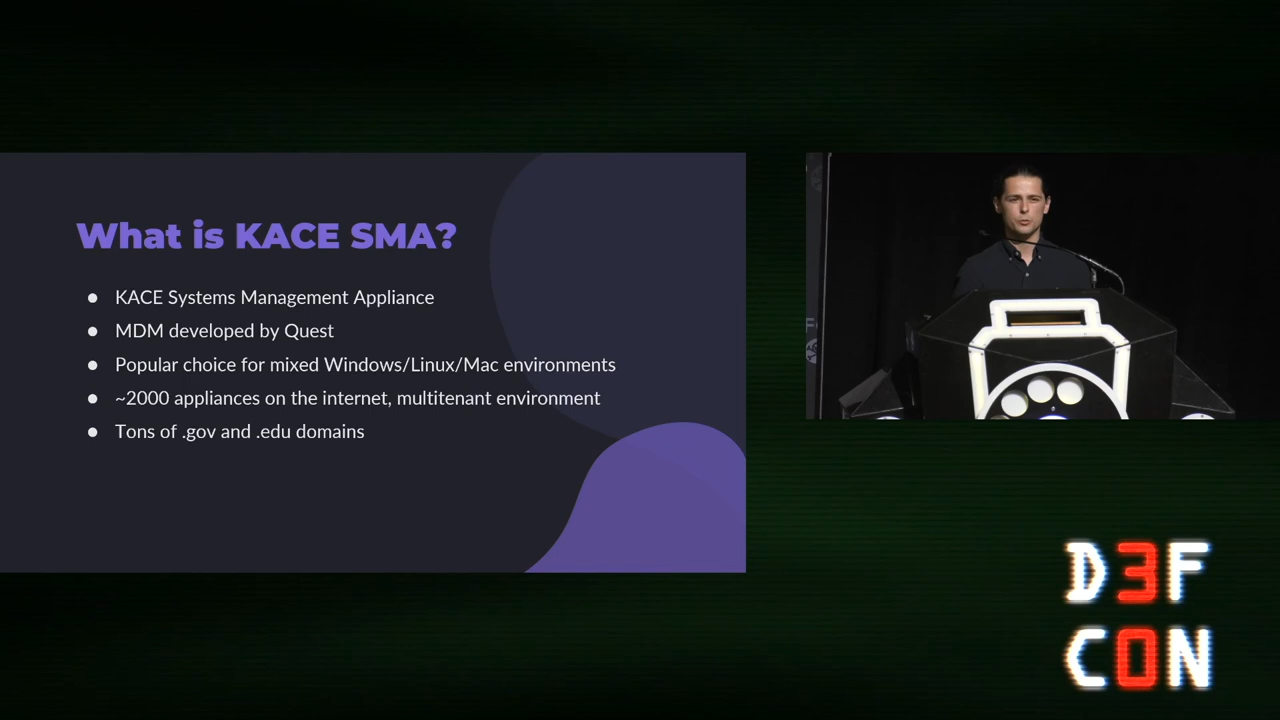 What is KACE SMA?
● KACE Systems Management Appliance
● MDM developed by Quest
● Popular choice for mixed Windows/Linux/Mac environments
● ~2000 appliances on the internet, multitenant environment
● Tons of .gov and .edu domains
D3F
C0N